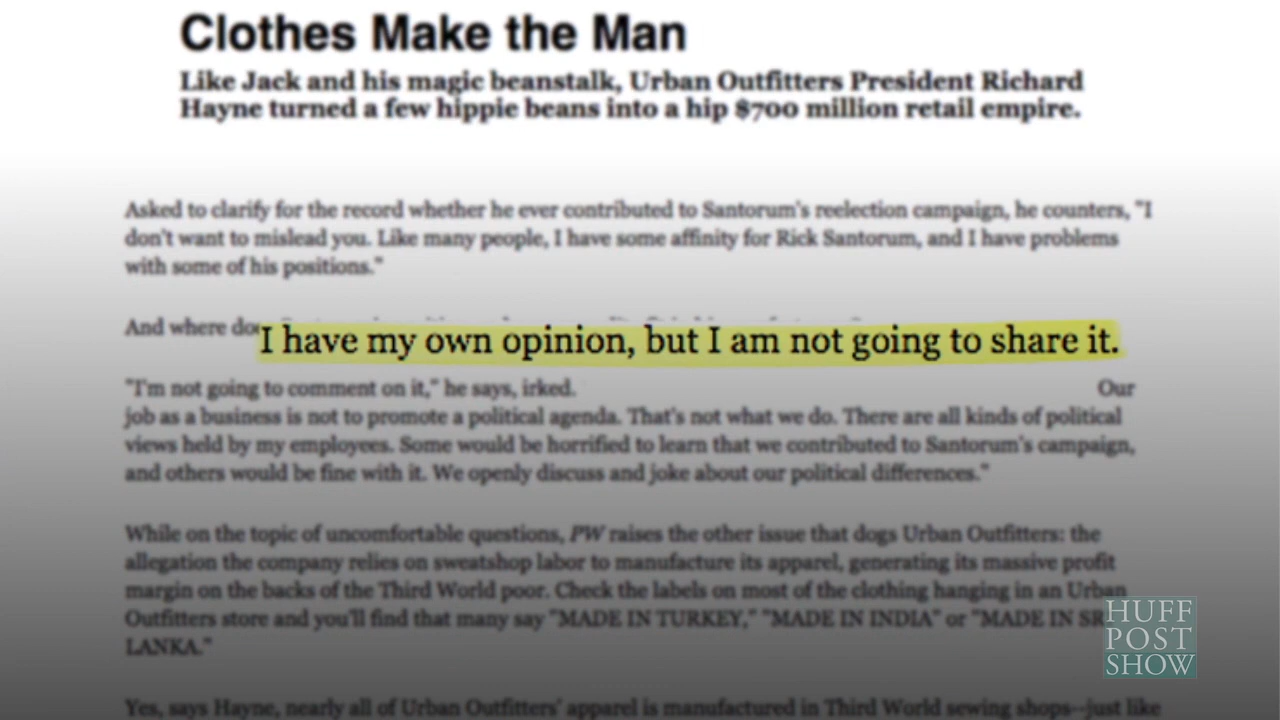 Clothes Make the Man
Like Jack and his magic beanstalk, Urban Outfitters President Richard
Hayne turned a few hippie beans into a hip $700 million retail empire.
Asked to clarify for the record whether he ever contributed to Santorum's reelection campaign, he counters, "I
don't want to mislead you. Like many people, I have some affinity for Rick Santorum, and I have problems
with some of his positions."
And where
I have my own opinion, but I am not going to share it.
"I'm not going to comment on it," he says, irked. Our
job as a business is not to promote a political agenda. That's not what we do. There are all kinds of political
views held by my employees. Some would be horrified to learn that we contributed to Santorum's campaign,
and others would be fine with it. We openly discuss and joke about our political differences."
While on the topic of uncomfortable questions, PW raises the other issue that dogs Urban Outfitters: the
allegation the company relies on sweatshop labor to manufacture its apparel, generating its massive profit
margin on the backs of the Third World poor. Check the labels on most of the clothing hanging in an Urban
Outfitters store and you'll find that many say "MADE IN TURKEY," "MADE IN INDIA" or "MADE IN SRI
LANKA."
Yes, says Hayne, nearly all of Urban Outfitters' apparel is manufactured in Third World sewing shops--just like
HUFF
POST
SHOW